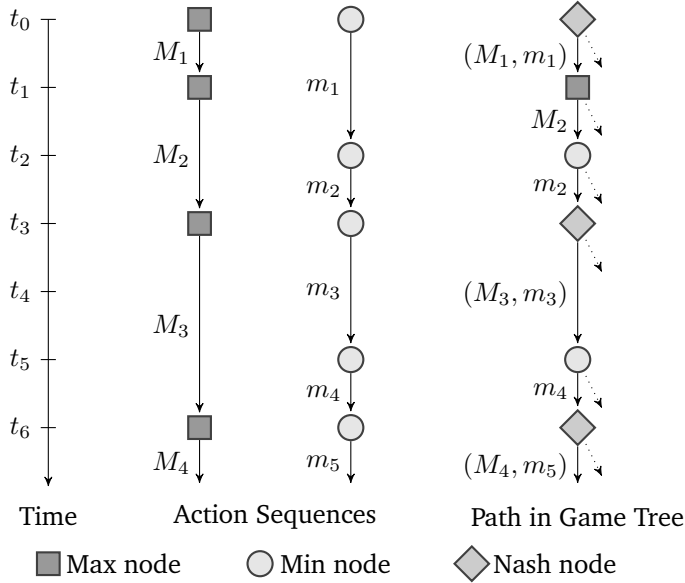 t₀
M₁ m₁ (M₁, m₁)
t₁
M₂ M₂
t₂
m₂ m₂
t₃
t₄ M₃ m₃ (M₃, m₃)
t₅
m₄ m₄
t₆
M₄ m₅ (M₄, m₅)
Time Action Sequences Path in Game Tree
Max node Min node Nash node